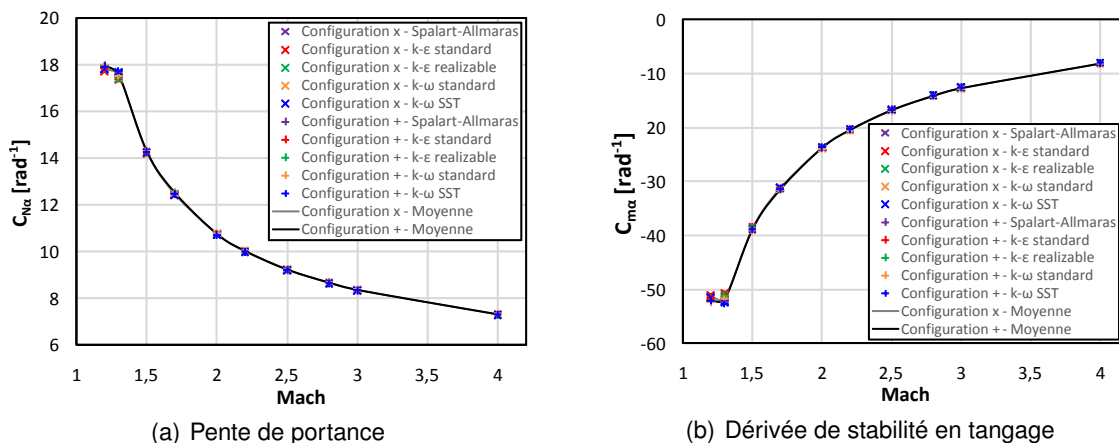 20
18
16
14
12
10
8
6
C_Nα [rad⁻¹]
1 1,5 2 2,5 3 3,5 4
Mach
Configuration x - Spalart-Allmaras
Configuration x - k-ε standard
Configuration x - k-ε realizable
Configuration x - k-ω standard
Configuration x - k-ω SST
Configuration + - Spalart-Allmaras
Configuration + - k-ε standard
Configuration + - k-ε realizable
Configuration + - k-ω standard
Configuration + - k-ω SST
Configuration x - Moyenne
Configuration + - Moyenne
(a) Pente de portance
0
-10
-20
-30
-40
-50
-60
C_mα [rad⁻¹]
1 1,5 2 2,5 3 3,5 4
Mach
Configuration x - Spalart-Allmaras
Configuration x - k-ε standard
Configuration x - k-ε realizable
Configuration x - k-ω standard
Configuration x - k-ω SST
Configuration + - Spalart-Allmaras
Configuration + - k-ε standard
Configuration + - k-ε realizable
Configuration + - k-ω standard
Configuration + - k-ω SST
Configuration x - Moyenne
Configuration + - Moyenne
(b) Dérivée de stabilité en tangage